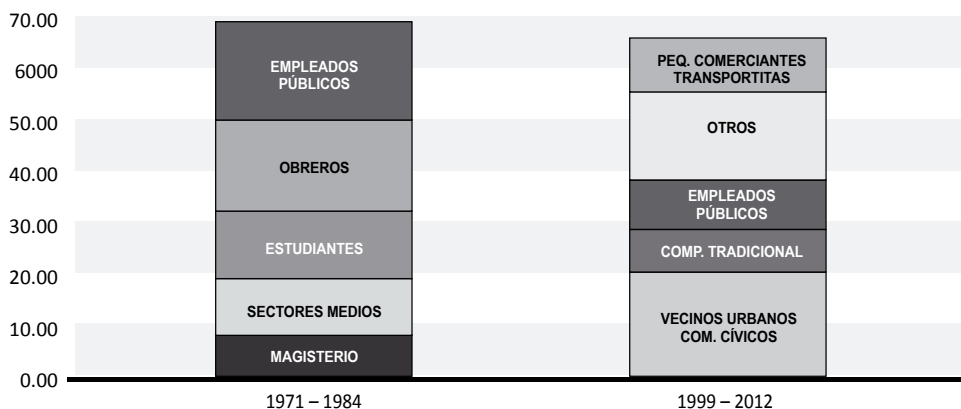 70.00
6000
50.00
40.00
30.00
20.00
10.00
0.00
EMPLEADOS
PÚBLICOS
OBREROS
ESTUDIANTES
SECTORES MEDIOS
MAGISTERIO
PEQ. COMERCIANTES
TRANSPORTITAS
OTROS
EMPLEADOS
PÚBLICOS
COMP. TRADICIONAL
VECINOS URBANOS
COM. CÍVICOS
1971 – 1984
1999 – 2012